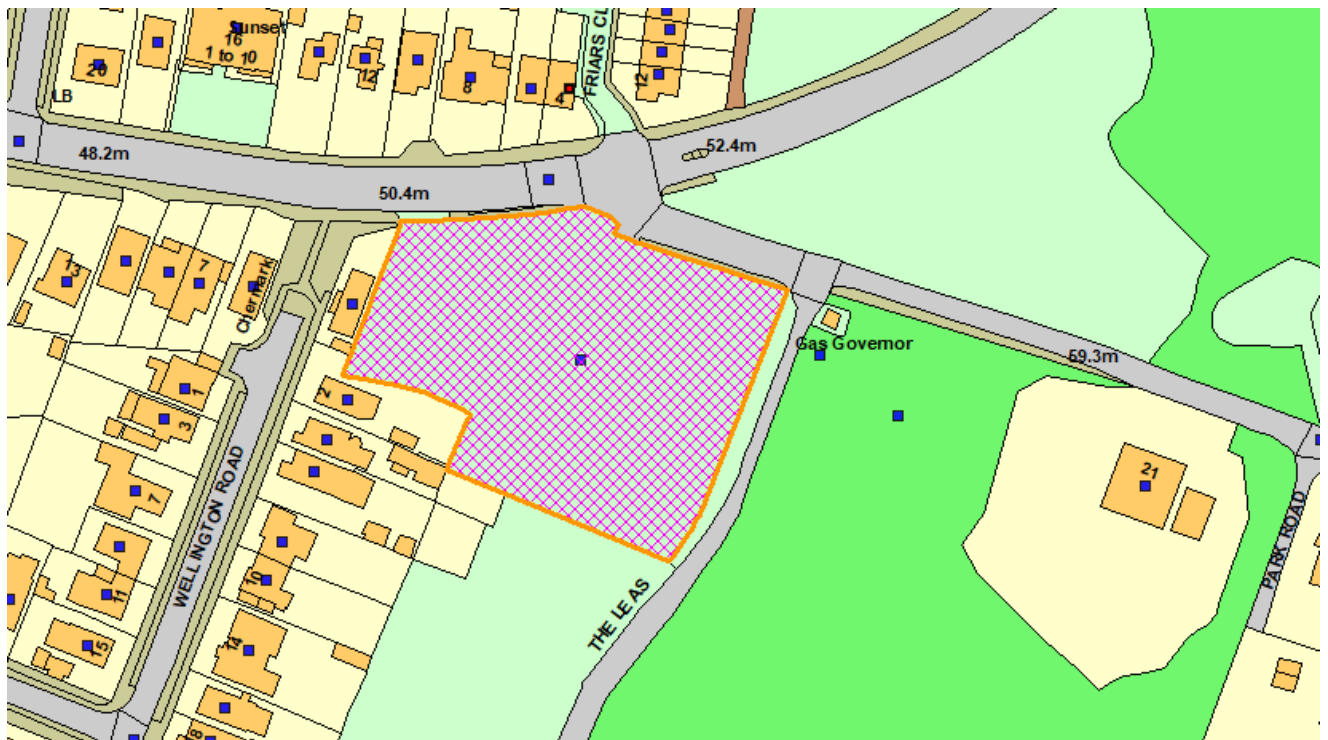 Sunset
16
1 to 10
20
12
8
4
FRIARS CL
12
LB
48.2m
50.4m
52.4m
13
7
Chermark
Gas Governor
59.3m
1
2
3
21
7
WELLINGTON ROAD
PARK ROAD
10
11
THE LEAS
14
15
18